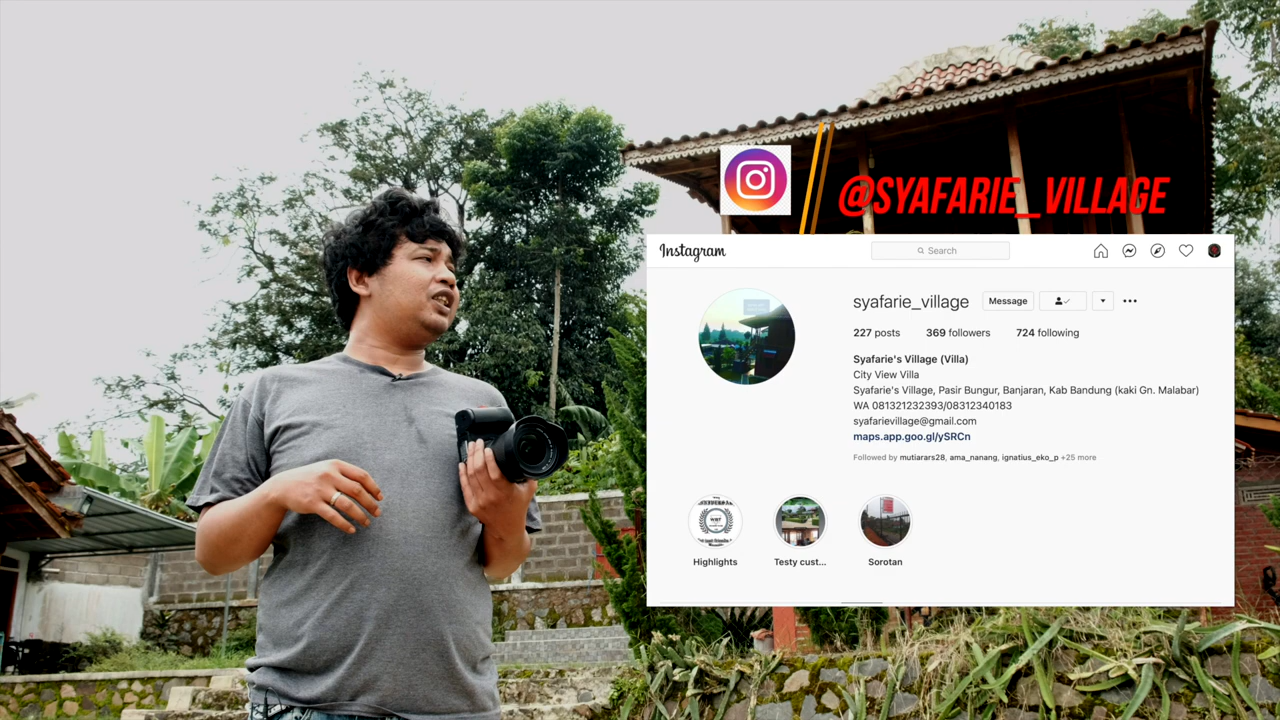 @SYAFARIE_VILLAGE
Instagram
Search
syafarie_village
Message
227 posts 369 followers 724 following
Syafarie's Village (Villa)
City View Villa
Syafarie's Village, Pasir Bungur, Banjaran, Kab Bandung (kaki Gn. Malabar)
WA 081321232393/08312340183
syafarievillage@gmail.com
maps.app.goo.gl/ySRCn
Followed by mutiarars28, ama_nanang, ignatius_eko_p +25 more
Highlights Testy cust... Sorotan